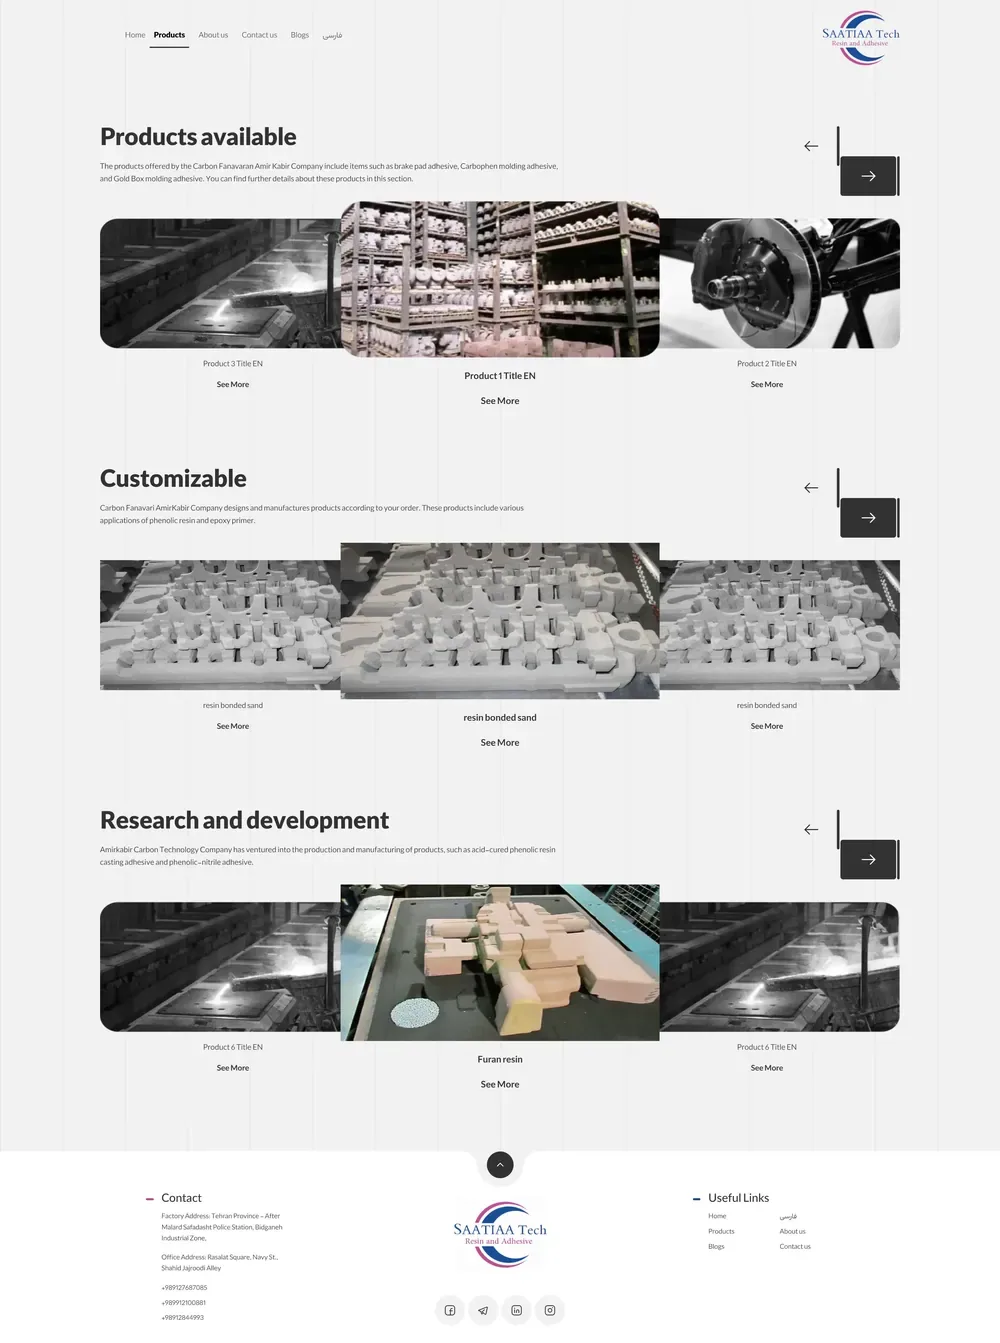 Home Products About us Contact us Blogs فارسی
SAATIAA Tech
Resin and Adhesive
Products available
The products offered by the Carbon Fanavaran Amir Kabir Company include items such as brake pad adhesive, Carbophen molding adhesive,
and Gold Box molding adhesive. You can find further details about these products in this section.
Product 3 Title EN
See More
Product 1 Title EN
See More
Product 2 Title EN
See More
Customizable
Carbon Fanavari AmirKabir Company designs and manufactures products according to your order. These products include various
applications of phenolic resin and epoxy primer.
resin bonded sand
See More
resin bonded sand
See More
resin bonded sand
See More
Research and development
Amirkabir Carbon Technology Company has ventured into the production and manufacturing of products, such as acid-cured phenolic resin
casting adhesive and phenolic-nitrile adhesive.
Product 6 Title EN
See More
Furan resin
See More
Product 6 Title EN
See More
Contact
Factory Address: Tehran Province - After
Malard Safadasht Police Station, Bidganeh
Industrial Zone,
Office Address: Rasalat Square, Navy St.,
Shahid Jajroodi Alley
+989127687085
+989912100881
+98912844993
SAATIAA Tech
Resin and Adhesive
Useful Links
Home فارسی
Products About us
Blogs Contact us